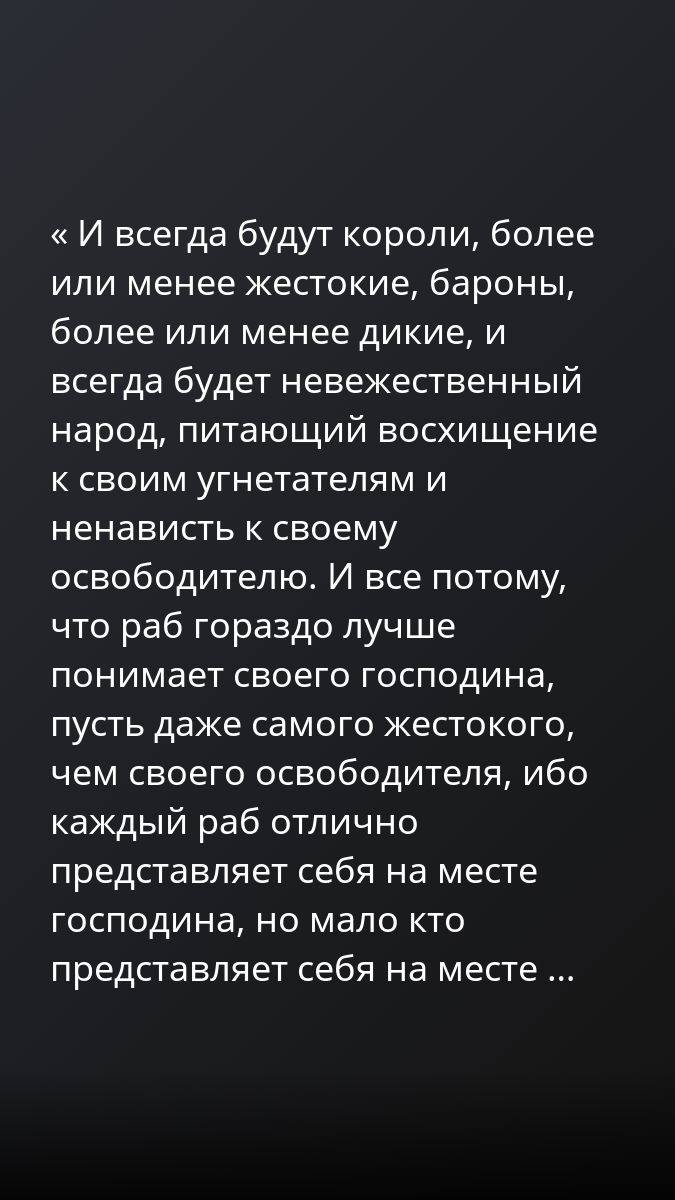 « И всегда будут короли, более
или менее жестокие, бароны,
более или менее дикие, и
всегда будет невежественный
народ, питающий восхищение
к своим угнетателям и
ненависть к своему
освободителю. И все потому,
что раб гораздо лучше
понимает своего господина,
пусть даже самого жестокого,
чем своего освободителя, ибо
каждый раб отлично
представляет себя на месте
господина, но мало кто
представляет себя на месте ...